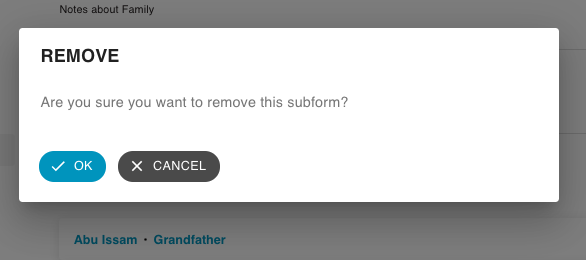 Notes about Family
REMOVE
Are you sure you want to remove this subform?
OK
CANCEL
Abu Issam · Grandfather